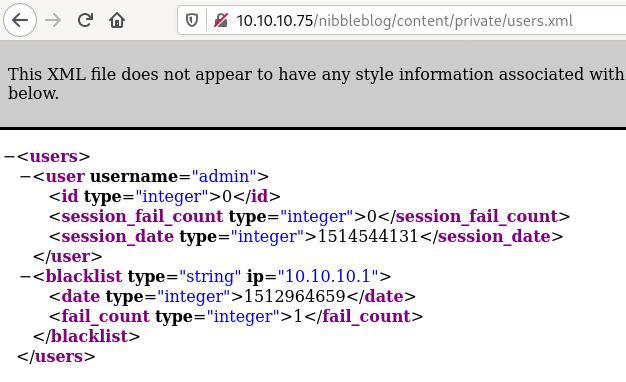 10.10.10.75/nibbleblog/content/private/users.xml
This XML file does not appear to have any style information associated with
below.
−<users>
−<user username="admin">
<id type="integer">0</id>
<session_fail_count type="integer">0</session_fail_count>
<session_date type="integer">1514544131</session_date>
</user>
−<blacklist type="string" ip="10.10.10.1">
<date type="integer">1512964659</date>
<fail_count type="integer">1</fail_count>
</blacklist>
</users>